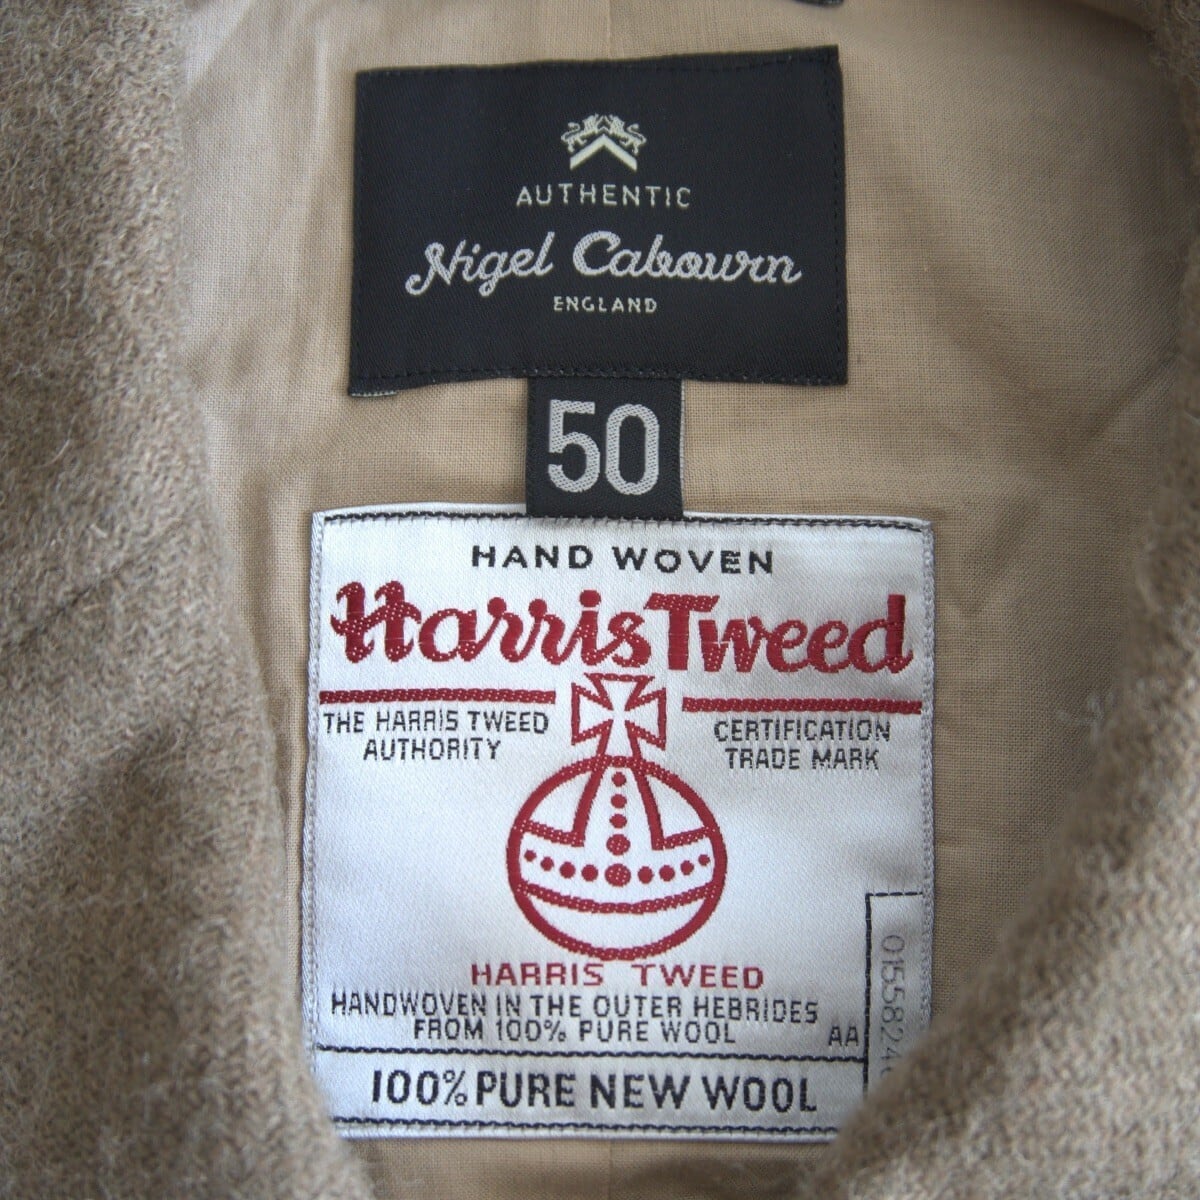 AUTHENTIC
Nigel Cabourn
ENGLAND
50
HAND WOVEN
Harris Tweed
THE HARRIS TWEED
AUTHORITY
CERTIFICATION
TRADE MARK
HARRIS TWEED
HANDWOVEN IN THE OUTER HEBRIDES
FROM 100% PURE WOOL
AA
100% PURE NEW WOOL